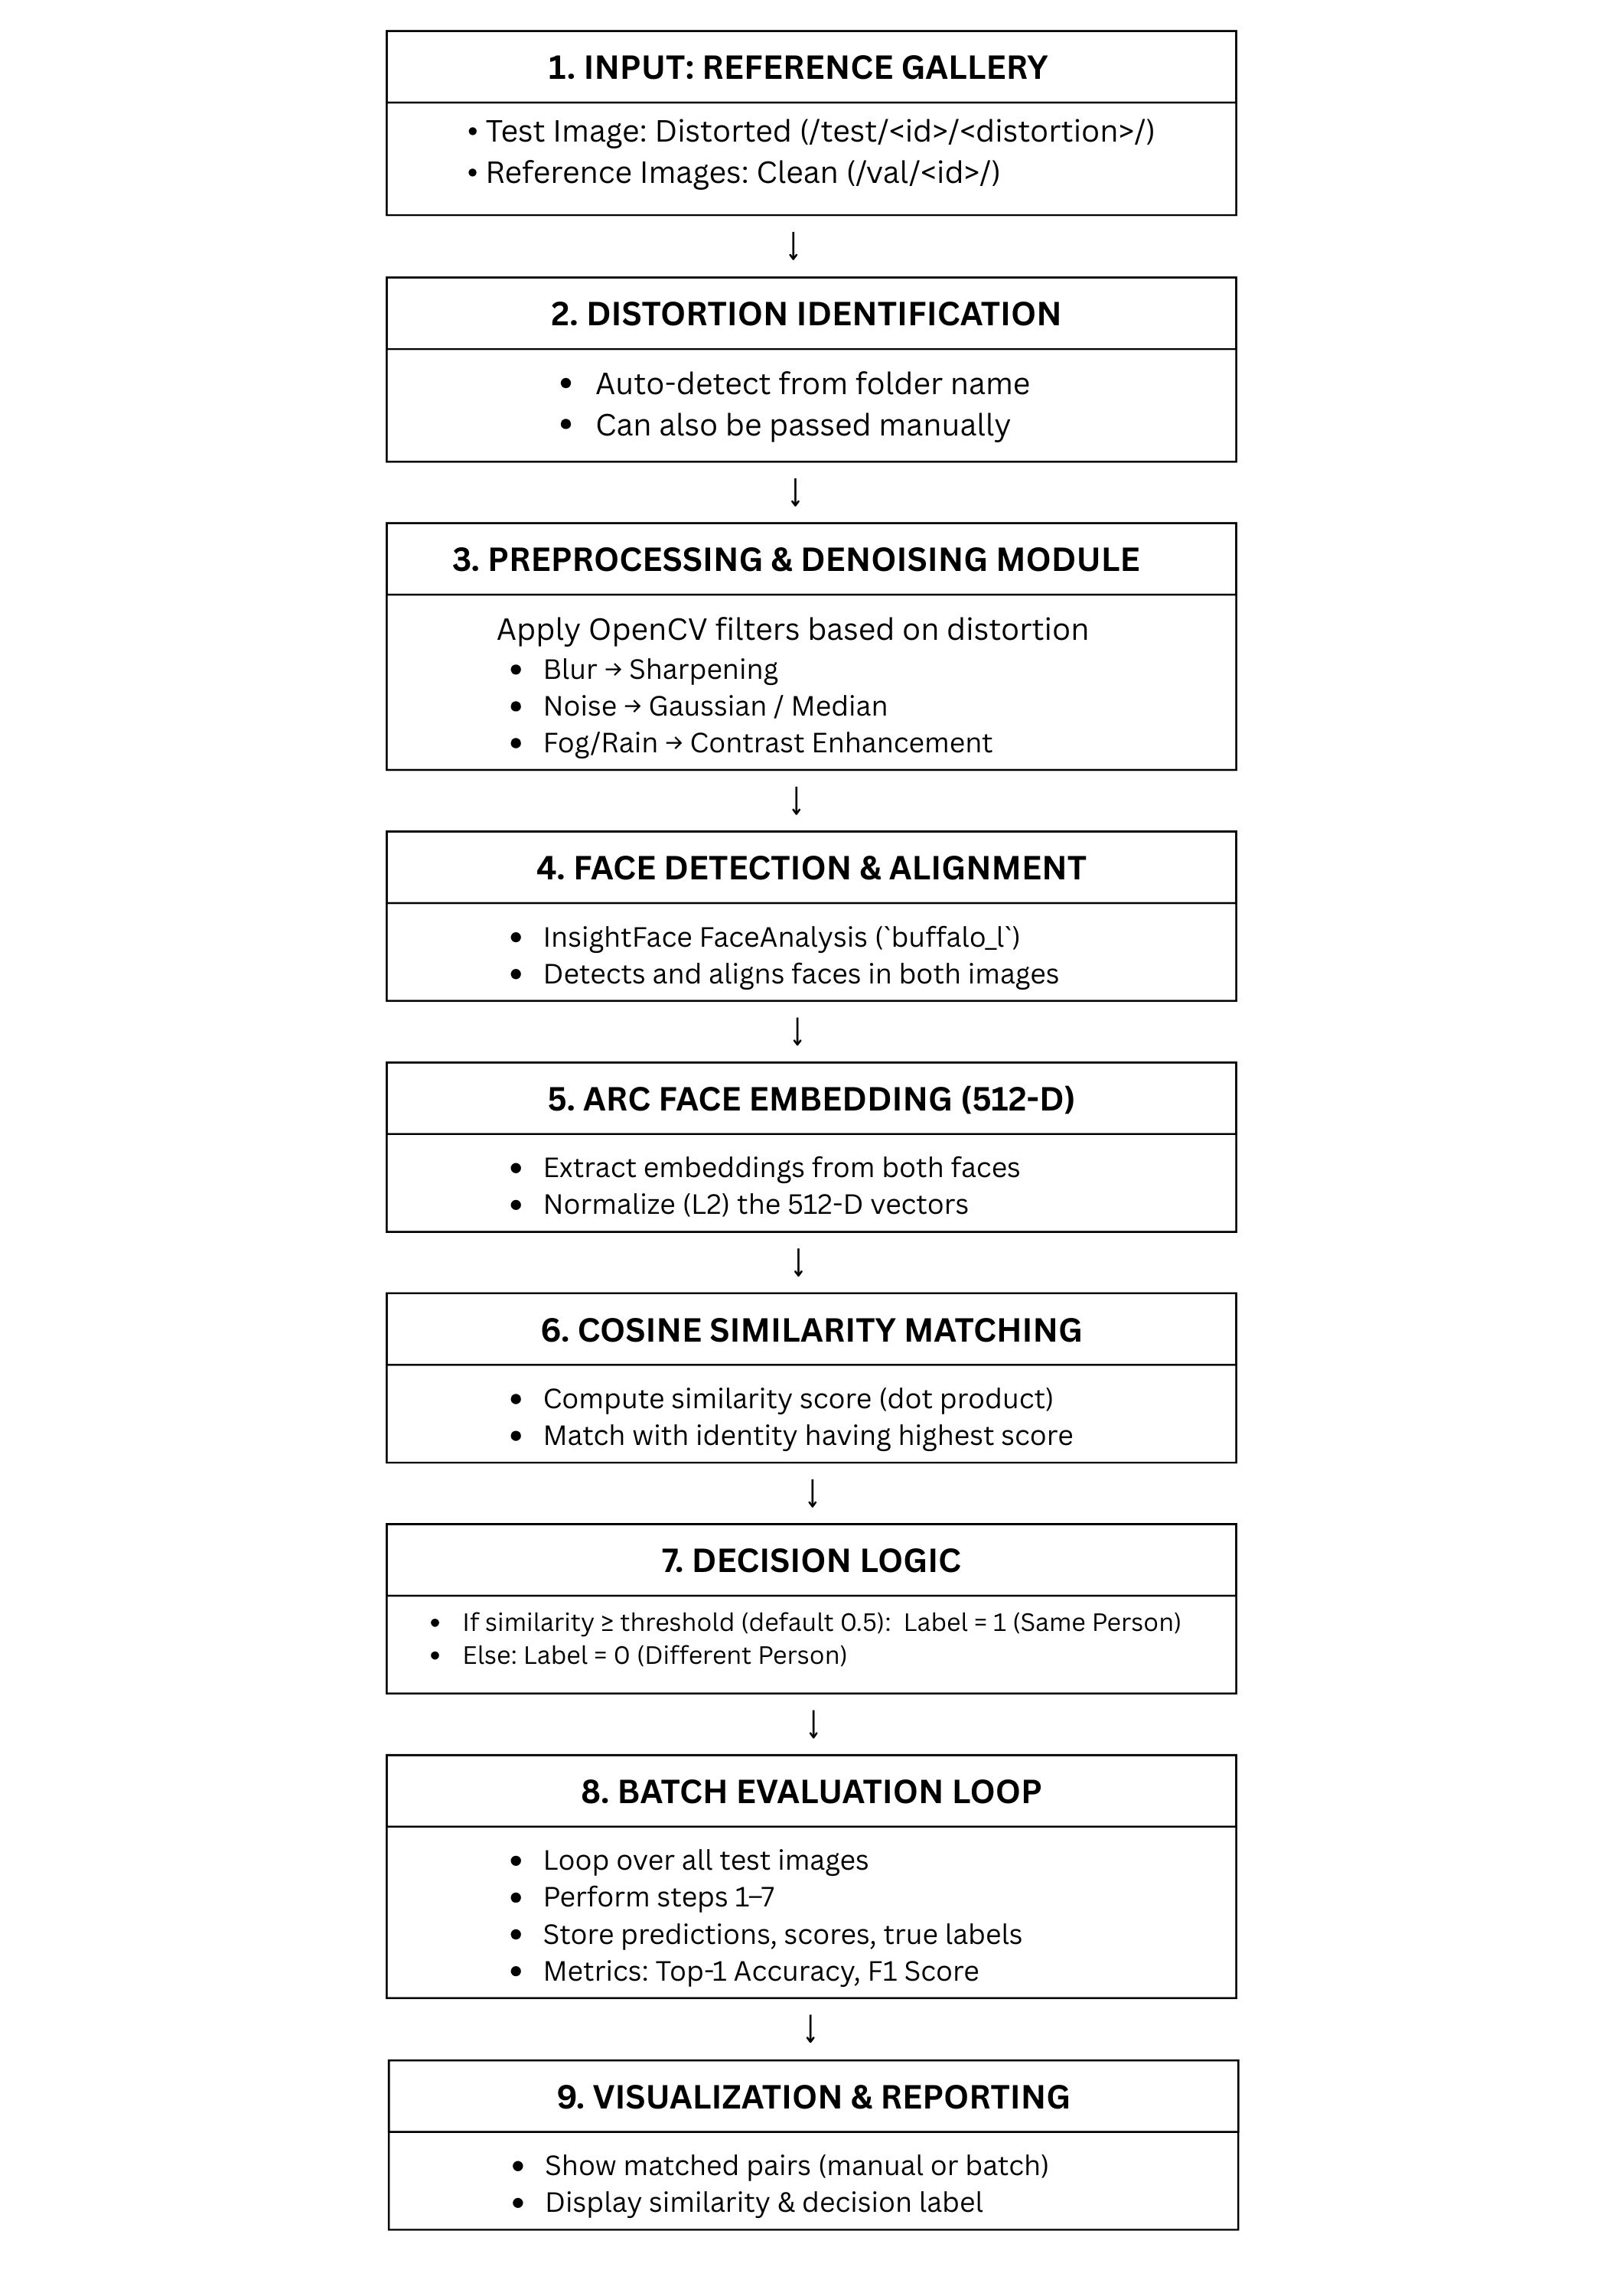 1. INPUT: REFERENCE GALLERY
• Test Image: Distorted (/test/<id>/<distortion>/)
• Reference Images: Clean (/val/<id>/)
↓
2. DISTORTION IDENTIFICATION
• Auto-detect from folder name
• Can also be passed manually
↓
3. PREPROCESSING & DENOISING MODULE
Apply OpenCV filters based on distortion
• Blur → Sharpening
• Noise → Gaussian / Median
• Fog/Rain → Contrast Enhancement
↓
4. FACE DETECTION & ALIGNMENT
• InsightFace FaceAnalysis (`buffalo_l`)
• Detects and aligns faces in both images
↓
5. ARC FACE EMBEDDING (512-D)
• Extract embeddings from both faces
• Normalize (L2) the 512-D vectors
↓
6. COSINE SIMILARITY MATCHING
• Compute similarity score (dot product)
• Match with identity having highest score
↓
7. DECISION LOGIC
• If similarity ≥ threshold (default 0.5): Label = 1 (Same Person)
• Else: Label = 0 (Different Person)
↓
8. BATCH EVALUATION LOOP
• Loop over all test images
• Perform steps 1–7
• Store predictions, scores, true labels
• Metrics: Top-1 Accuracy, F1 Score
↓
9. VISUALIZATION & REPORTING
• Show matched pairs (manual or batch)
• Display similarity & decision label